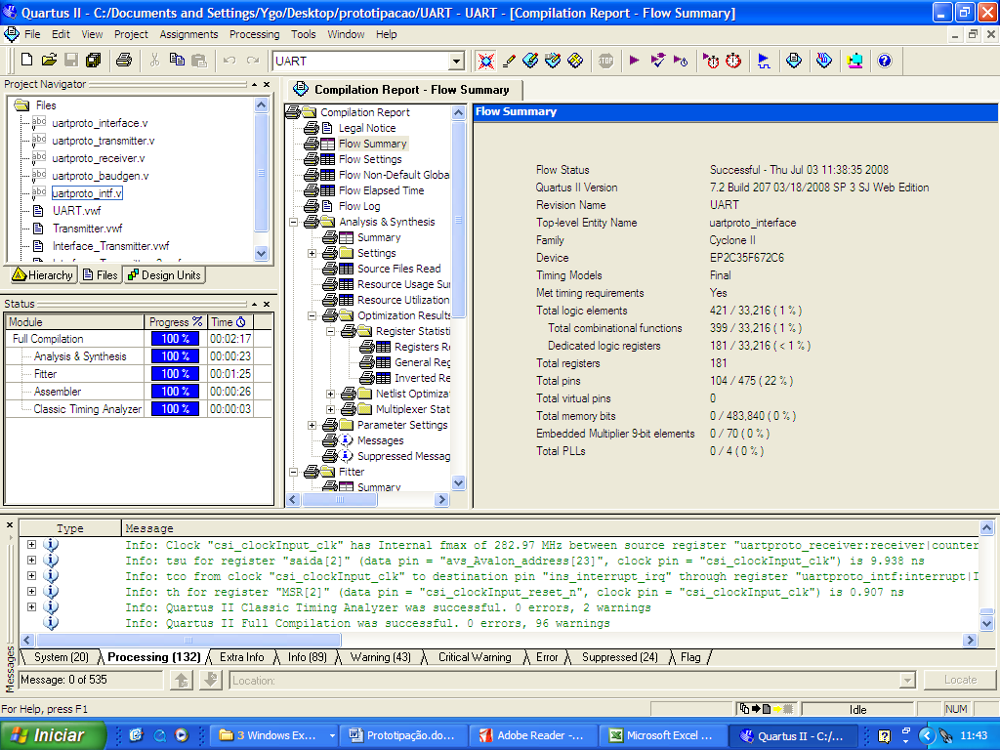 Quartus II - C:/Documents and Settings/Ygo/Desktop/prototipacao/UART - UART - [Compilation Report - Flow Summary]
File Edit View Project Assignments Processing Tools Window Help
UART
STOP
Project Navigator
Files
abc uartproto_interface.v
abc uartproto_transmitter.v
abc uartproto_receiver.v
abc uartproto_baudgen.v
abc uartproto_intf.v
UART.vwf
Transmitter.vwf
Interface_Transmitter.vwf
Hierarchy Files Design Units
Status
Module Progress % Time
Full Compilation 100 % 00:02:17
Analysis & Synthesis 100 % 00:00:23
Fitter 100 % 00:01:25
Assembler 100 % 00:00:26
Classic Timing Analyzer 100 % 00:00:03
Compilation Report - Flow Summary
Compilation Report
Legal Notice
Flow Summary
Flow Settings
Flow Non-Default Globa
Flow Elapsed Time
Flow Log
Analysis & Synthesis
Summary
Settings
Source Files Read
Resource Usage Sur
Resource Utilization
Optimization Results
Register Statisti
Registers Re
General Reg
Inverted Re
Netlist Optimizat
Multiplexer Stat
Parameter Settings
Messages
Suppressed Messag
Fitter
Summary
Flow Summary
Flow Status Successful - Thu Jul 03 11:38:35 2008
Quartus II Version 7.2 Build 207 03/18/2008 SP 3 SJ Web Edition
Revision Name UART
Top-level Entity Name uartproto_interface
Family Cyclone II
Device EP2C35F672C6
Timing Models Final
Met timing requirements Yes
Total logic elements 421 / 33,216 ( 1 % )
Total combinational functions 399 / 33,216 ( 1 % )
Dedicated logic registers 181 / 33,216 ( < 1 % )
Total registers 181
Total pins 104 / 475 ( 22 % )
Total virtual pins 0
Total memory bits 0 / 483,840 ( 0 % )
Embedded Multiplier 9-bit elements 0 / 70 ( 0 % )
Total PLLs 0 / 4 ( 0 % )
Type Message
Info: Clock "csi_clockInput_clk" has Internal fmax of 282.97 MHz between source register "uartproto_receiver:receiver|counter
Info: tsu for register "saida[2]" (data pin = "avs_Avalon_address[23]", clock pin = "csi_clockInput_clk") is 9.938 ns
Info: tco from clock "csi_clockInput_clk" to destination pin "ins_interrupt_irq" through register "uartproto_intf:interrupt|I
Info: th for register "MSR[2]" (data pin = "csi_clockInput_reset_n", clock pin = "csi_clockInput_clk") is 0.907 ns
Info: Quartus II Classic Timing Analyzer was successful. 0 errors, 2 warnings
Info: Quartus II Full Compilation was successful. 0 errors, 96 warnings
System (20) Processing (132) Extra Info Info (89) Warning (43) Critical Warning Error Suppressed (24) Flag
Messages
Message: 0 of 535 Location: Locate
For Help, press F1 Idle NUM
Iniciar 3 Windows Ex... Prototipação.do... Adobe Reader -... Microsoft Excel ... Quartus II - C:/... 11:43